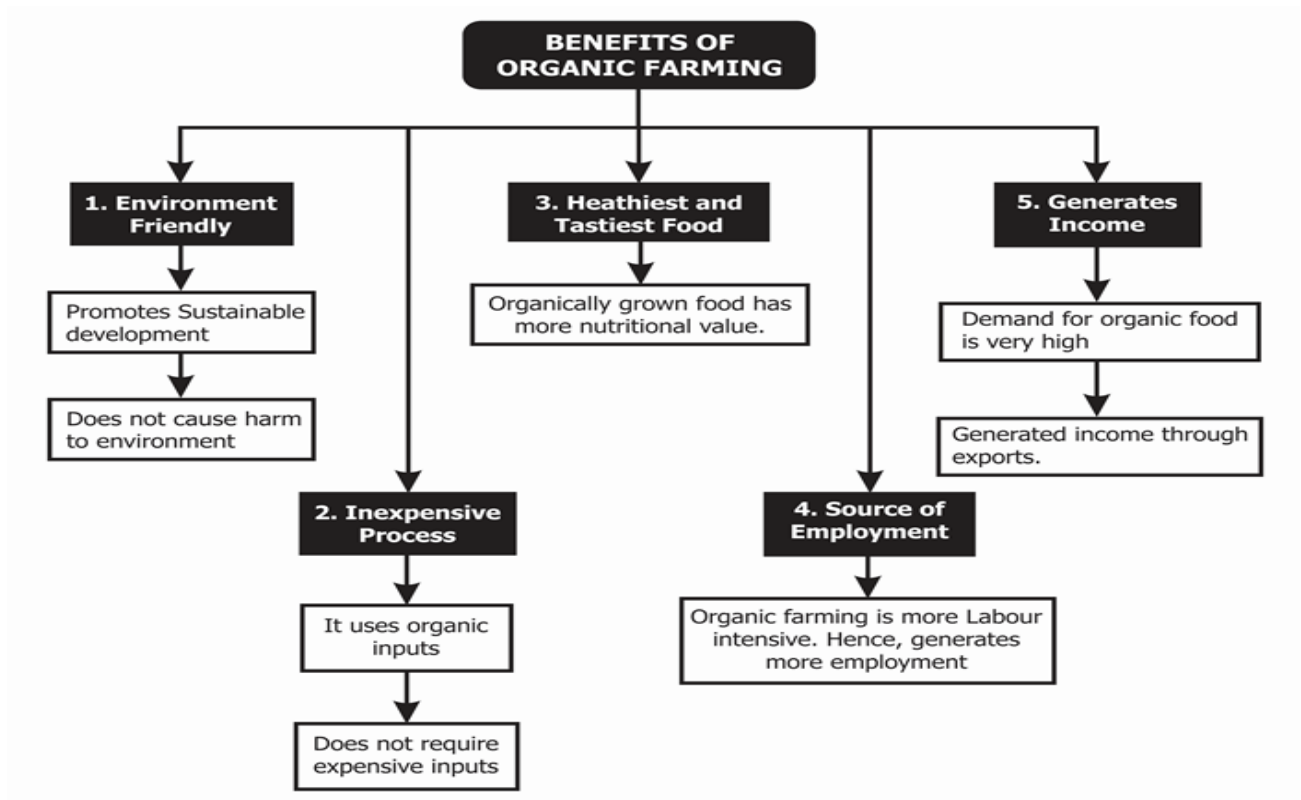 BENEFITS OF
ORGANIC FARMING
1. Environment
Friendly
Promotes Sustainable
development
Does not cause harm
to environment
2. Inexpensive
Process
It uses organic
inputs
Does not require
expensive inputs
3. Heathiest and
Tastiest Food
Organically grown food has
more nutritional value.
4. Source of
Employment
Organic farming is more Labour
intensive. Hence, generates
more employment
5. Generates
Income
Demand for organic food
is very high
Generated income through
exports.